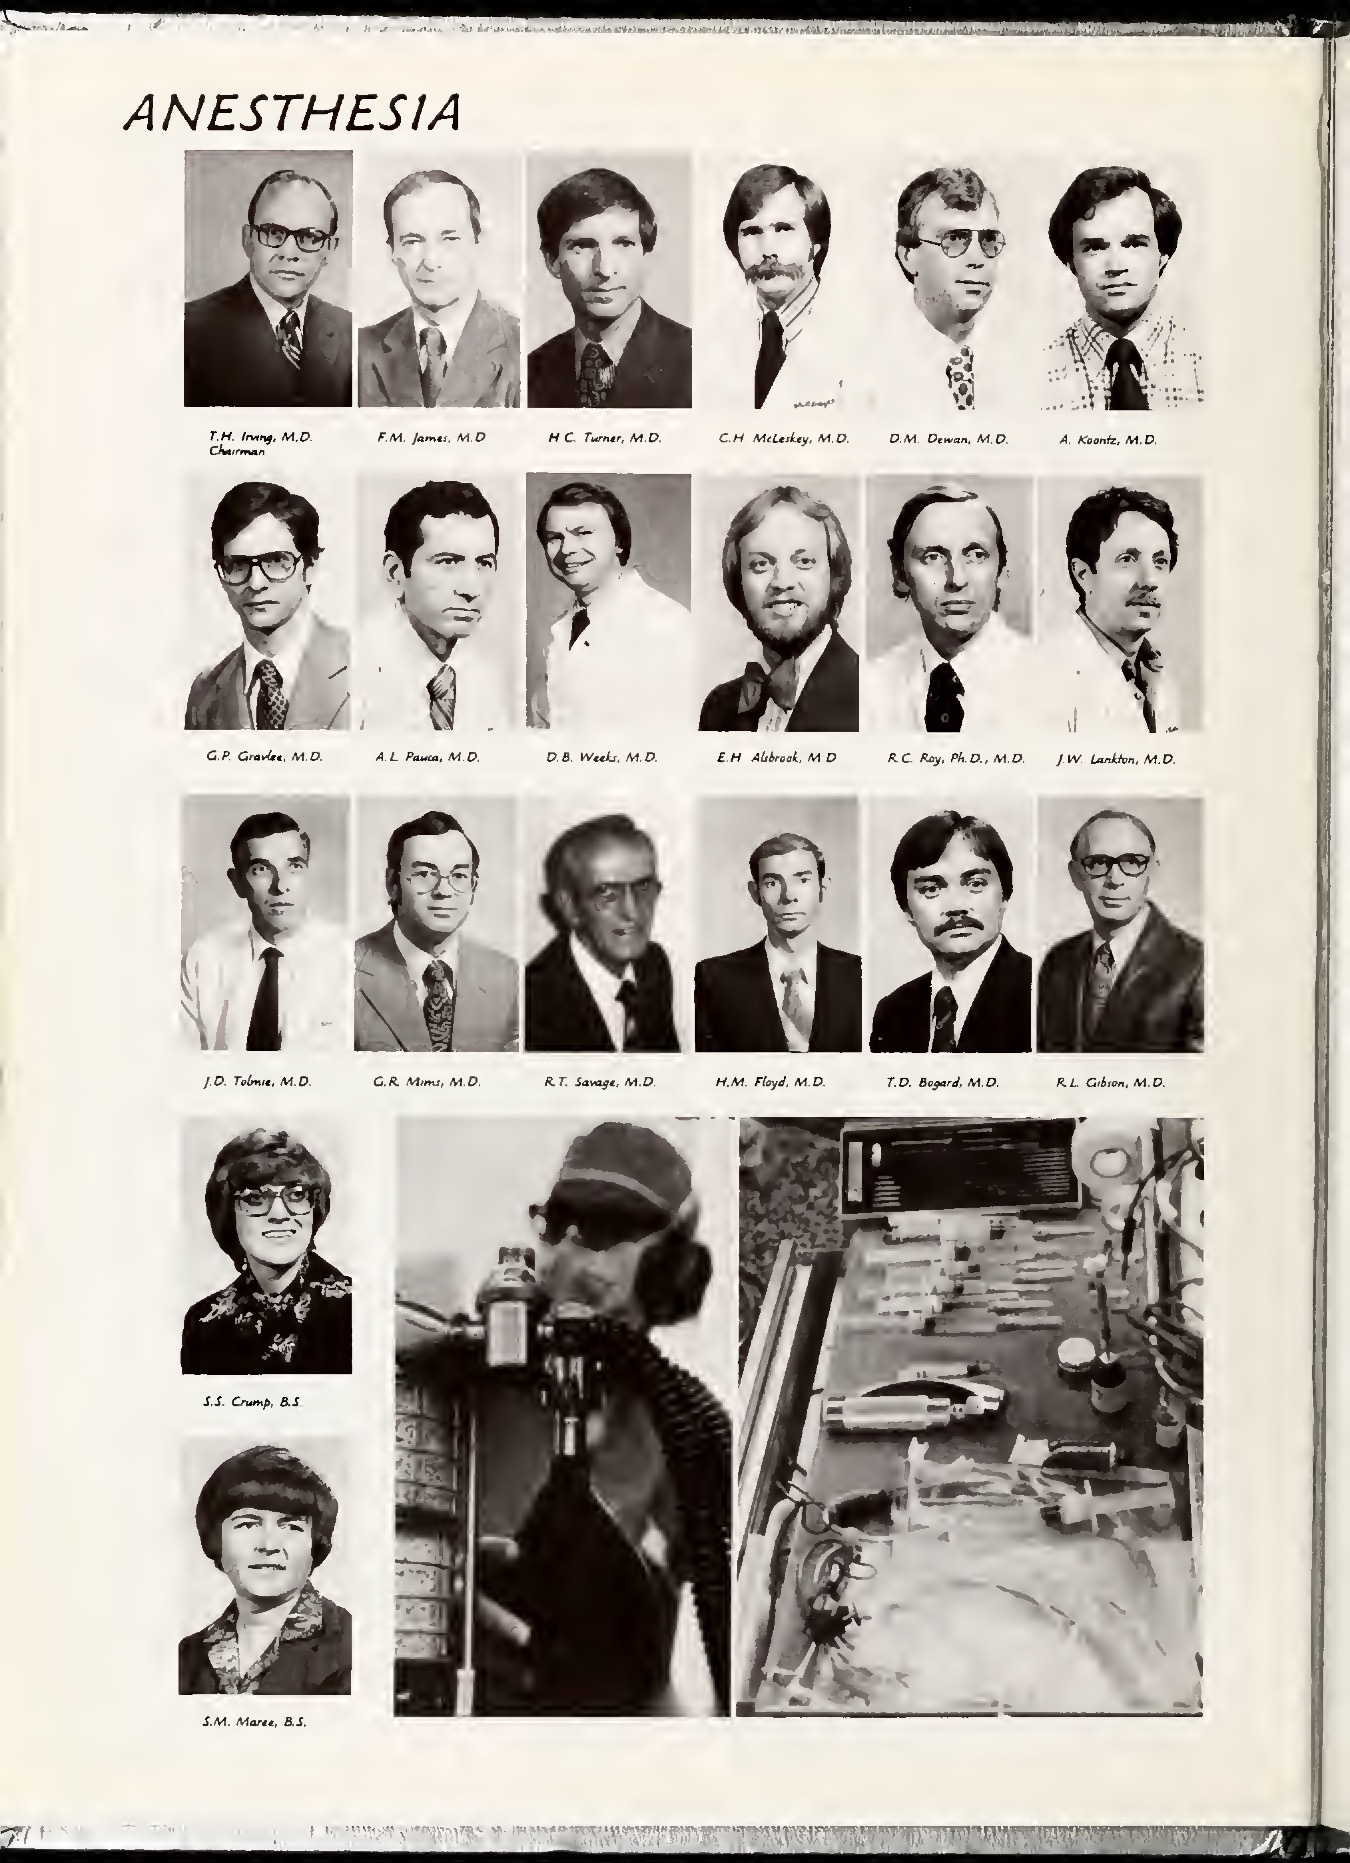 ANESTHESIA
T.H. Irving, M.D.
Chairman
F.M. James, M.D
H C. Turner, M.D.
C.H McLeskey, M.D.
D.M. Dewan, M.D.
A. Koontz, M.D.
G.P. Gravlee, M.D.
A.L. Pauca, M.D.
D.B. Weeks, M.D.
E.H Alsbrook, M D
R.C. Roy, Ph.D., M.D.
J.W. Lankton, M.D.
J.D. Tolmie, M.D.
G.R. Mims, M.D.
R.T. Savage, M.D.
H.M. Floyd, M.D.
T.D. Bogard, M.D.
R.L. Gibson, M.D.
S.S. Crump, B.S.
S.M. Maree, B.S.